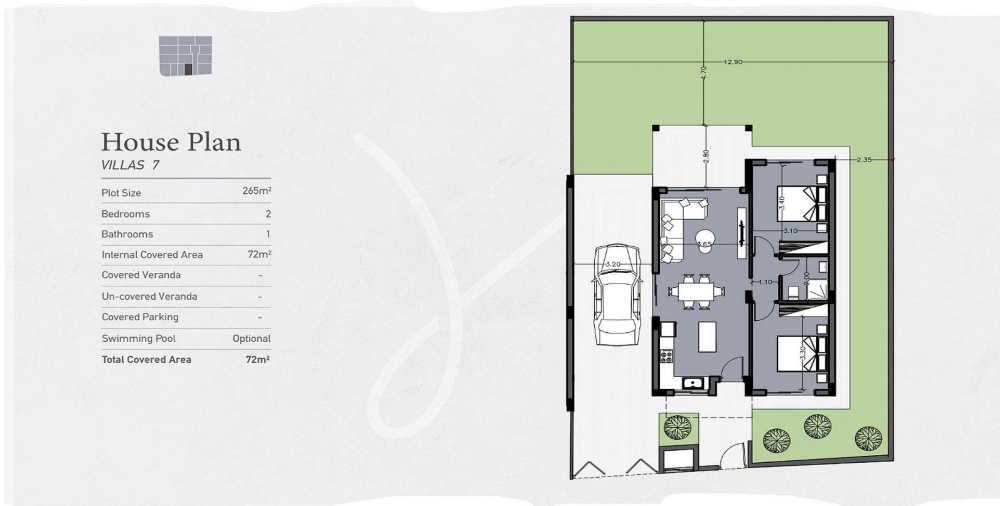 House Plan
VILLAS 7
Plot Size 265m²
Bedrooms 2
Bathrooms 1
Internal Covered Area 72m²
Covered Veranda -
Un-covered Veranda -
Covered Parking -
Swimming Pool Optional
Total Covered Area 72m²
12.90
4.70
2.80
2.35
3.40
3.10
3.65
3.20
1.10
2.00
3.30